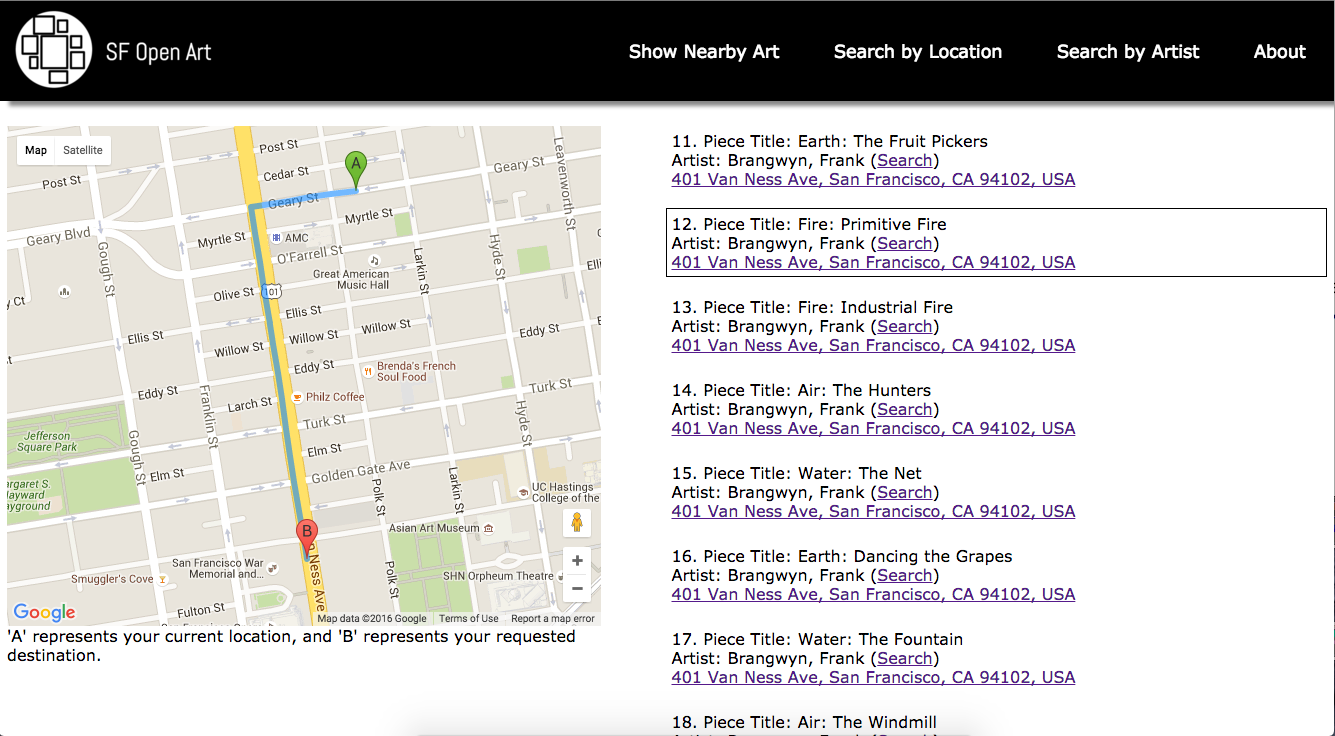 SF Open Art
Show Nearby Art
Search by Location
Search by Artist
About
Map
Satellite
Post St
Cedar St
Post St
Geary St
Leavenworth St
Geary St
Myrtle St
Geary Blvd
Myrtle St
AMC
O'Farrell St
Gough St
Larkin St
Hyde St
Great American
Music Hall
Olive St
101
Ellis St
Willow St
Ellis St
Willow St
Eddy St
Eddy St
Brenda's French
Soul Food
Eddy St
Franklin St
Larch St
Philz Coffee
Turk St
Turk St
Hyde St
Jefferson
Square Park
Gough St
Elm St
Elm St
Golden Gate Ave
Polk St
Larkin St
UC Hastings
College of the
Asian Art Museum
San Francisco War
Memorial and...
Smuggler's Cove
Polk St
SHN Orpheum Theatre
Ness Ave
Fulton St
A
B
+
−
Google
Map data ©2016 Google
Terms of Use
Report a map error
'A' represents your current location, and 'B' represents your requested
destination.
11. Piece Title: Earth: The Fruit Pickers
Artist: Brangwyn, Frank (Search)
401 Van Ness Ave, San Francisco, CA 94102, USA
12. Piece Title: Fire: Primitive Fire
Artist: Brangwyn, Frank (Search)
401 Van Ness Ave, San Francisco, CA 94102, USA
13. Piece Title: Fire: Industrial Fire
Artist: Brangwyn, Frank (Search)
401 Van Ness Ave, San Francisco, CA 94102, USA
14. Piece Title: Air: The Hunters
Artist: Brangwyn, Frank (Search)
401 Van Ness Ave, San Francisco, CA 94102, USA
15. Piece Title: Water: The Net
Artist: Brangwyn, Frank (Search)
401 Van Ness Ave, San Francisco, CA 94102, USA
16. Piece Title: Earth: Dancing the Grapes
Artist: Brangwyn, Frank (Search)
401 Van Ness Ave, San Francisco, CA 94102, USA
17. Piece Title: Water: The Fountain
Artist: Brangwyn, Frank (Search)
401 Van Ness Ave, San Francisco, CA 94102, USA
18. Piece Title: Air: The Windmill